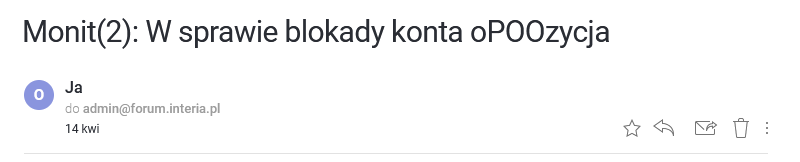 Monit(2): W sprawie blokady konta oPOOzycja
O
Ja
do admin@forum.interia.pl
14 kwi